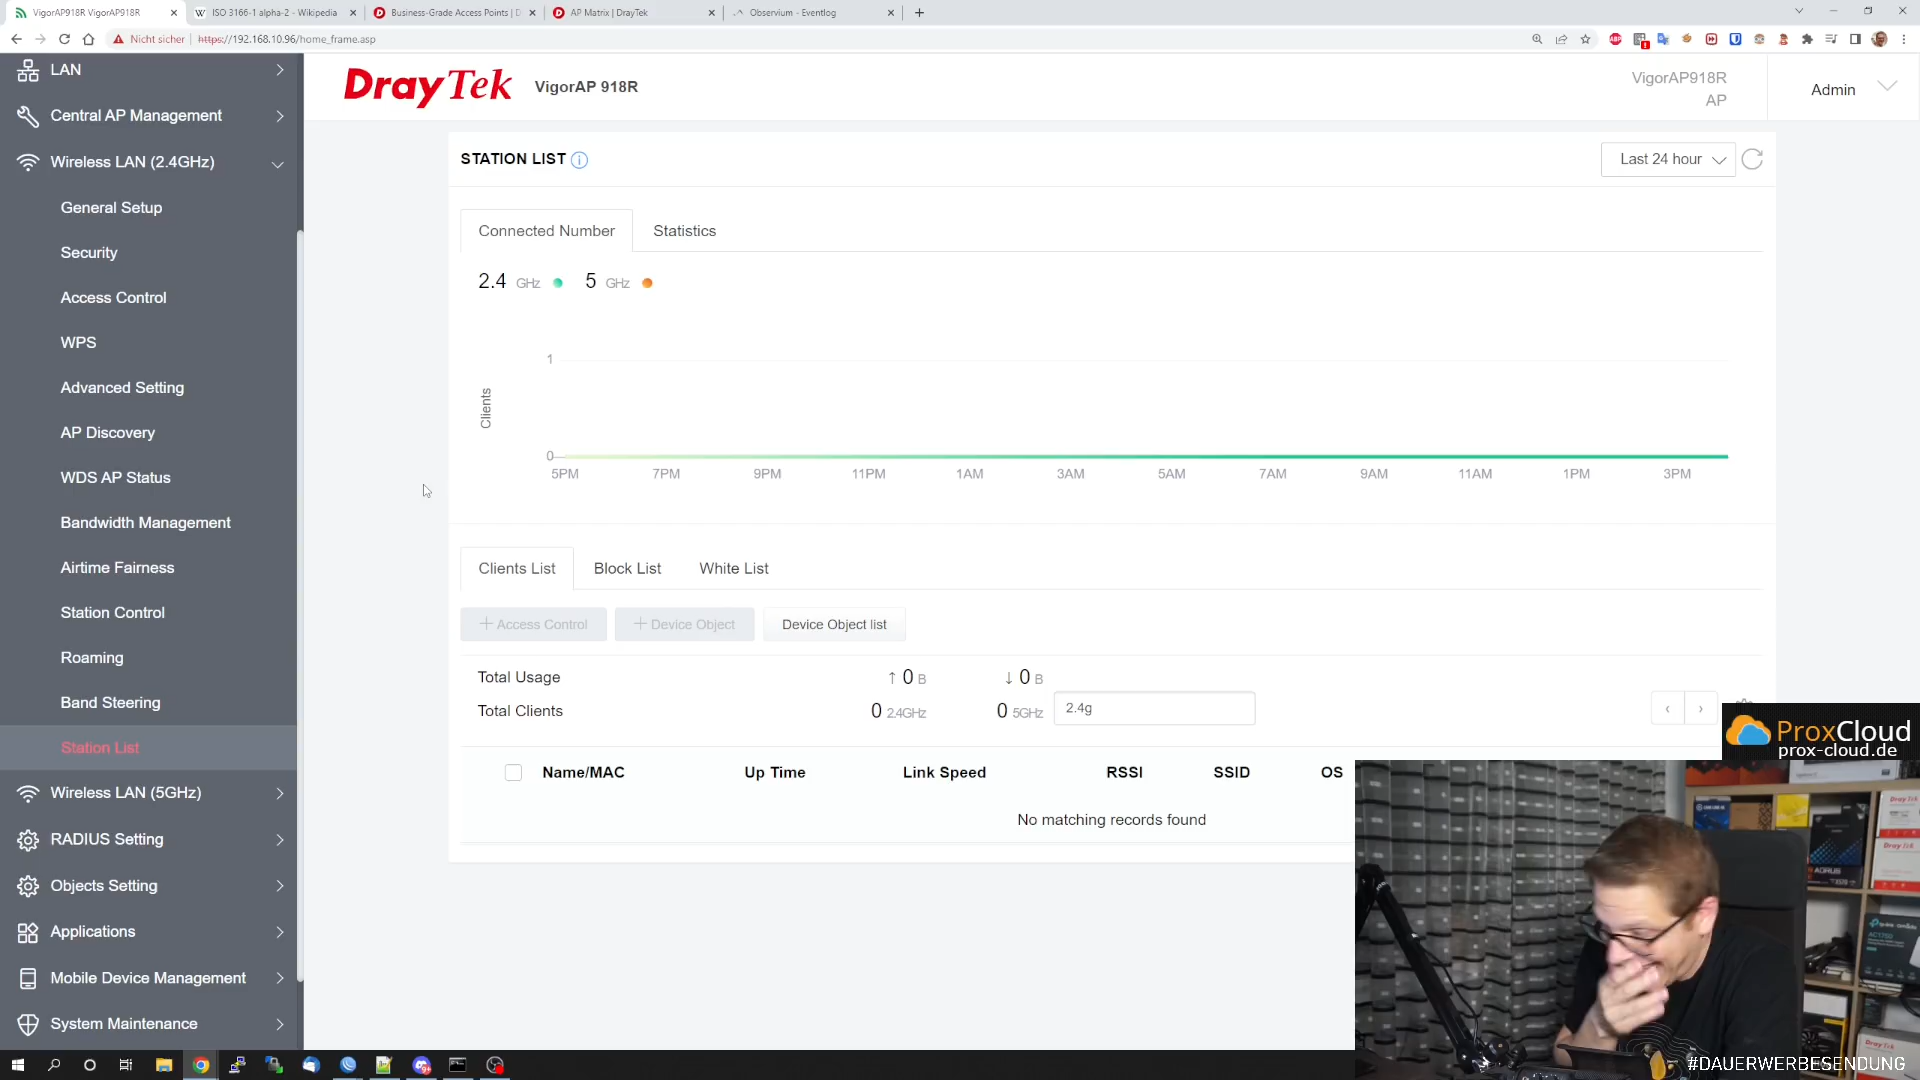 VigorAP918R VigorAP918R
ISO 3166-1 alpha-2 - Wikipedia
Business-Grade Access Points | D
AP Matrix | DrayTek
Observium - Eventlog
Nicht sicher
https://192.168.10.96/home_frame.asp
LAN
Central AP Management
Wireless LAN (2.4GHz)
General Setup
Security
Access Control
WPS
Advanced Setting
AP Discovery
WDS AP Status
Bandwidth Management
Airtime Fairness
Station Control
Roaming
Band Steering
Station List
Wireless LAN (5GHz)
RADIUS Setting
Objects Setting
Applications
Mobile Device Management
System Maintenance
DrayTek
VigorAP 918R
VigorAP918R
AP
Admin
STATION LIST
Last 24 hour
Connected Number
Statistics
2.4 GHz
5 GHz
1
Clients
0
5PM 7PM 9PM 11PM 1AM 3AM 5AM 7AM 9AM 11AM 1PM 3PM
Clients List
Block List
White List
+ Access Control
+ Device Object
Device Object list
Total Usage ↑ 0 B ↓ 0 B
Total Clients 0 2.4GHz 0 5GHz
2.4g
Name/MAC Up Time Link Speed RSSI SSID OS
No matching records found
ProxCloud
prox-cloud.de
Dray Tek
Dray Tek
AORUS
AC1750
#DAUERWERBESENDUNG